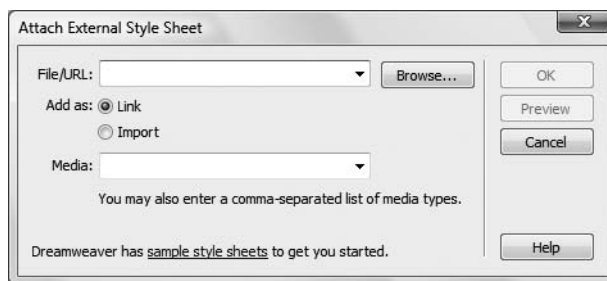 Attach External Style Sheet
File/URL: Browse... OK
Add as: Link Preview
Import Cancel
Media:
You may also enter a comma-separated list of media types.
Dreamweaver has sample style sheets to get you started. Help